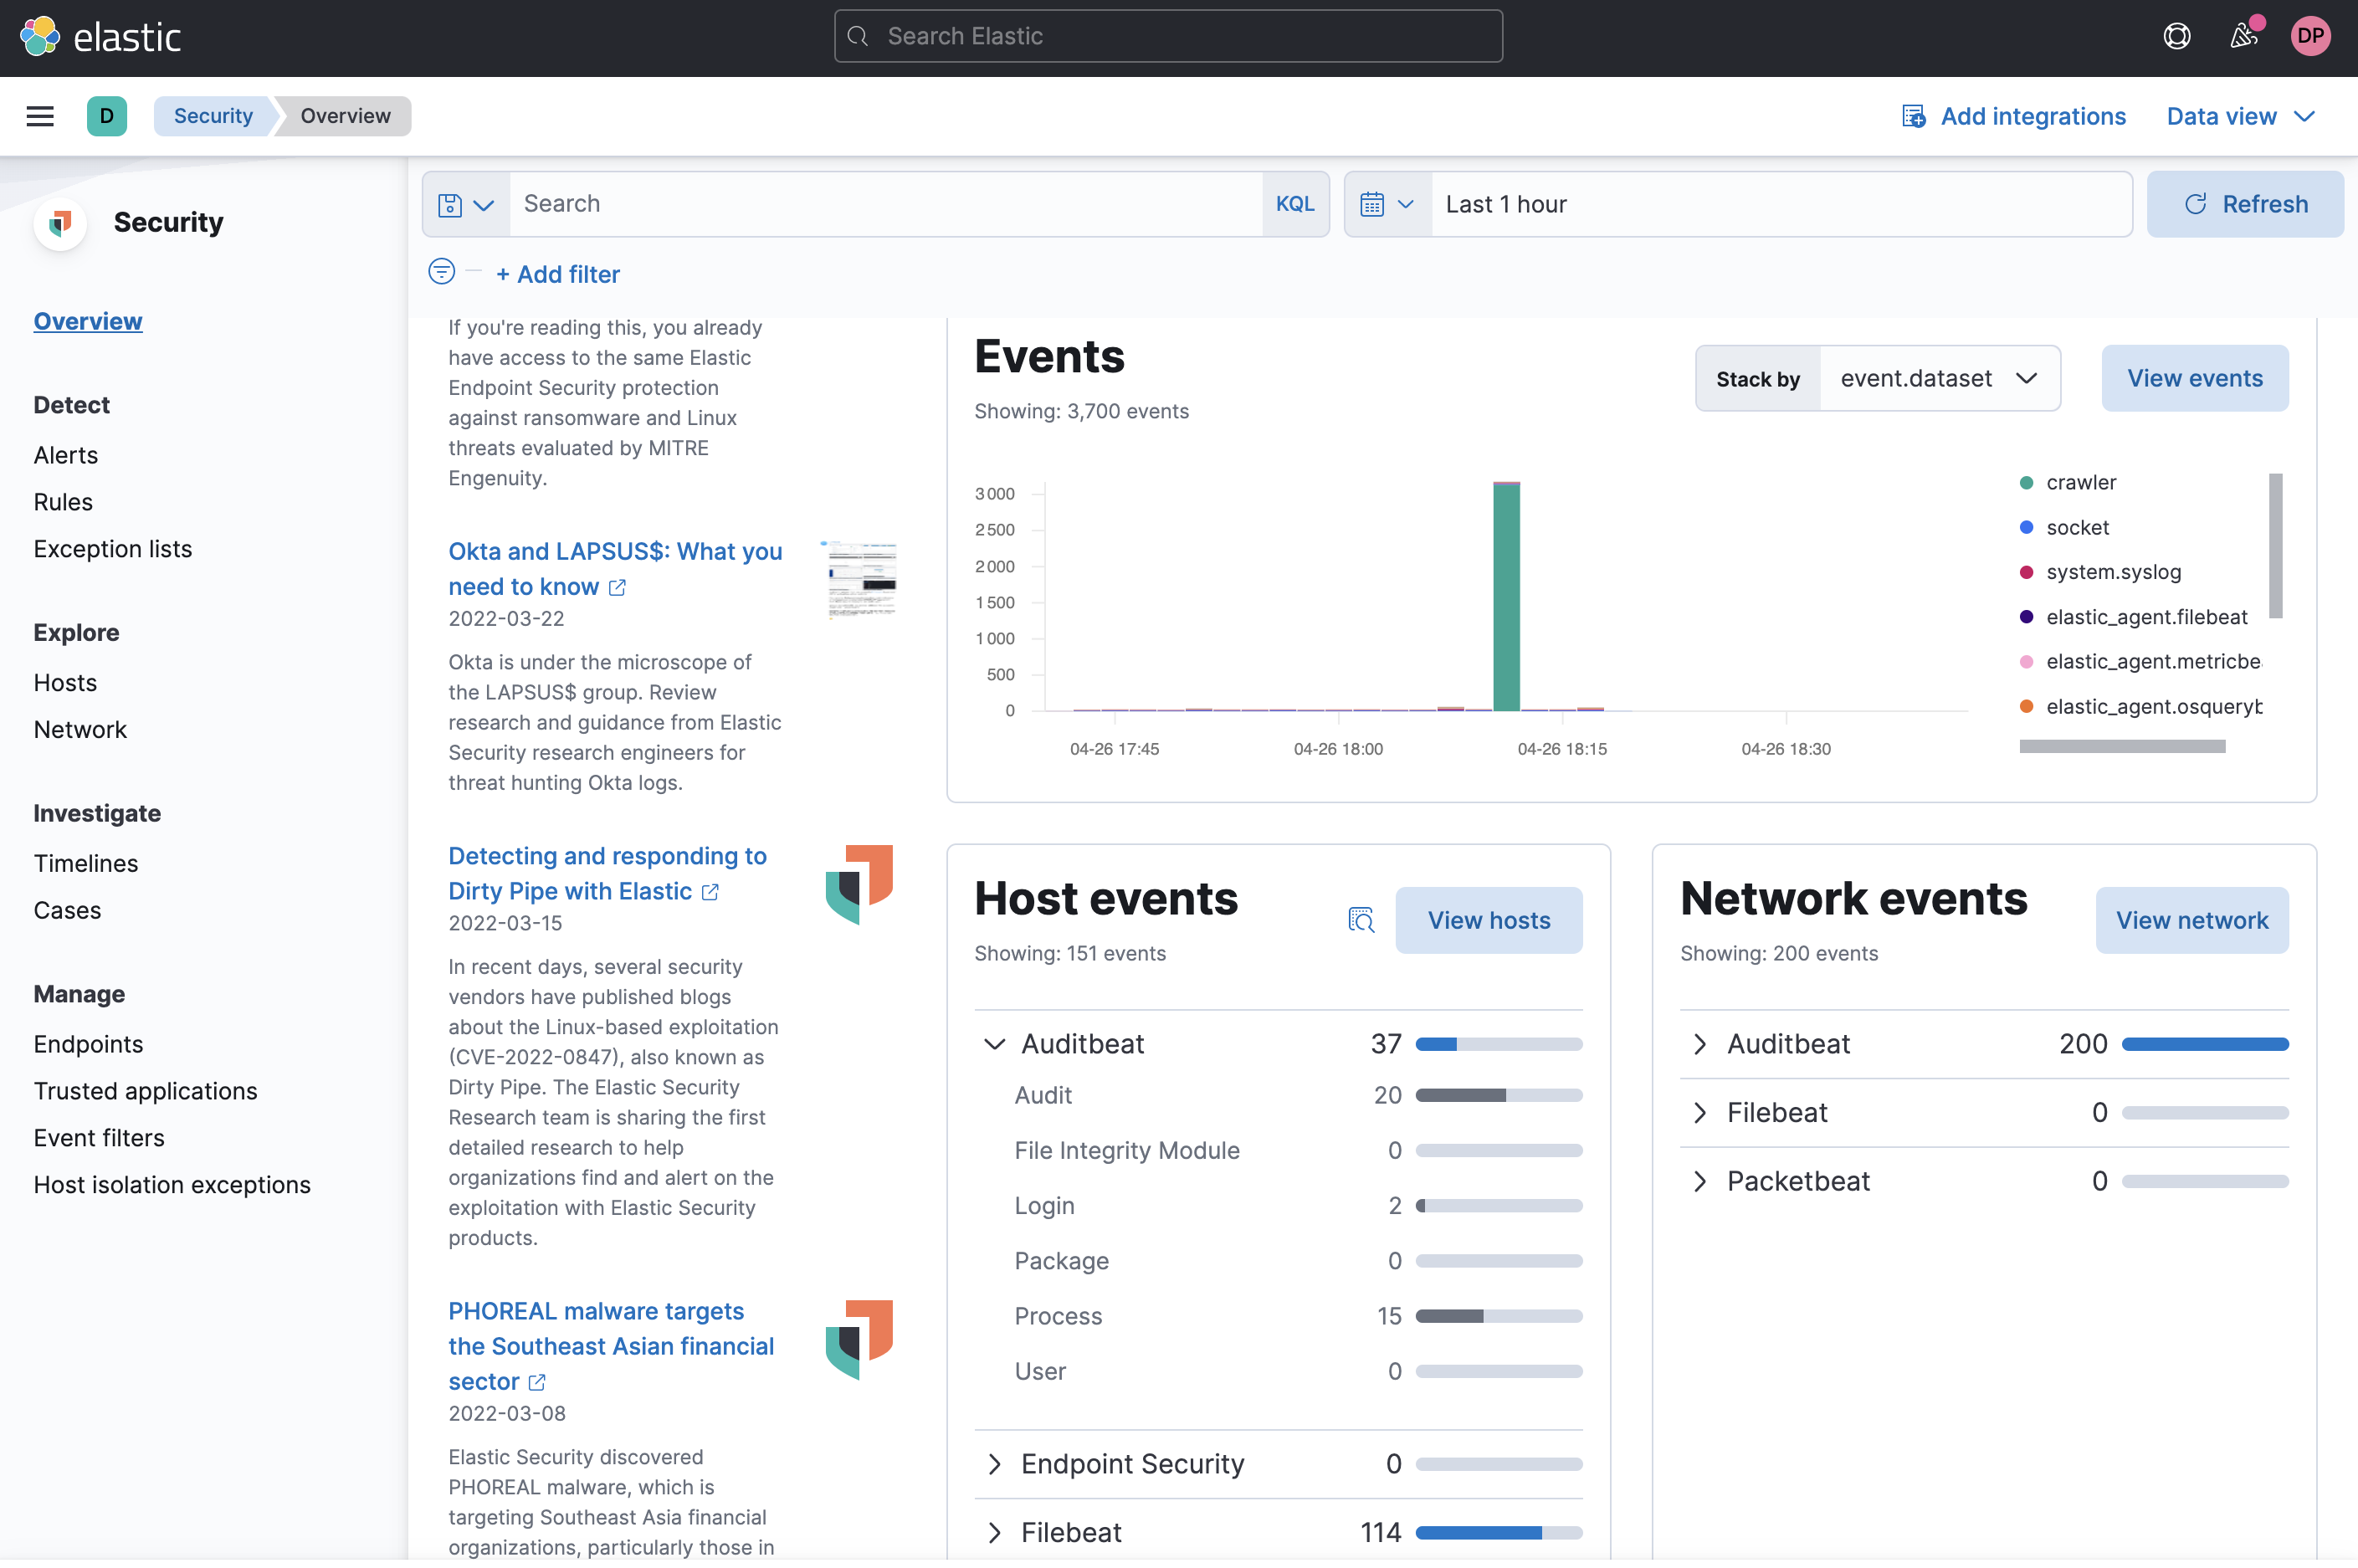 elastic
Search Elastic
DP
D
Security
Overview
Add integrations
Data view
Security
Overview
Detect
Alerts
Rules
Exception lists
Explore
Hosts
Network
Investigate
Timelines
Cases
Manage
Endpoints
Trusted applications
Event filters
Host isolation exceptions
Search
KQL
Last 1 hour
Refresh
+ Add filter
If you're reading this, you already
have access to the same Elastic
Endpoint Security protection
against ransomware and Linux
threats evaluated by MITRE
Engenuity.
Okta and LAPSUS$: What you
need to know
2022-03-22
Okta is under the microscope of
the LAPSUS$ group. Review
research and guidance from Elastic
Security research engineers for
threat hunting Okta logs.
Detecting and responding to
Dirty Pipe with Elastic
2022-03-15
In recent days, several security
vendors have published blogs
about the Linux-based exploitation
(CVE-2022-0847), also known as
Dirty Pipe. The Elastic Security
Research team is sharing the first
detailed research to help
organizations find and alert on the
exploitation with Elastic Security
products.
PHOREAL malware targets
the Southeast Asian financial
sector
2022-03-08
Elastic Security discovered
PHOREAL malware, which is
targeting Southeast Asia financial
organizations, particularly those in
Events
Showing: 3,700 events
Stack by
event.dataset
View events
3 000
2 500
2 000
1 500
1 000
500
0
04-26 17:45
04-26 18:00
04-26 18:15
04-26 18:30
crawler
socket
system.syslog
elastic_agent.filebeat
elastic_agent.metricbe
elastic_agent.osqueryb
Host events
Showing: 151 events
View hosts
Auditbeat 37
Audit 20
File Integrity Module 0
Login 2
Package 0
Process 15
User 0
Endpoint Security 0
Filebeat 114
Network events
Showing: 200 events
View network
Auditbeat 200
Filebeat 0
Packetbeat 0